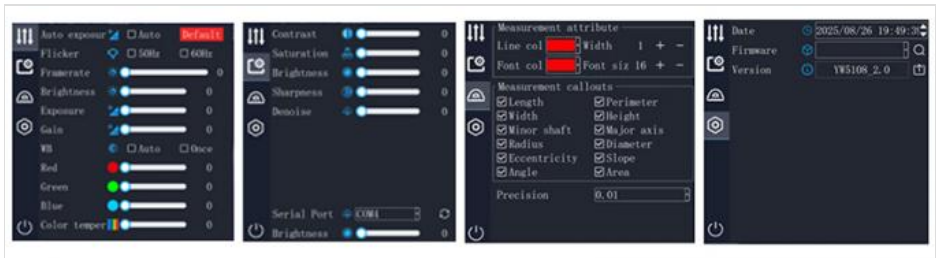 Auto exposur Auto Default
Flicker 50Hz 60Hz
Framerate 0
Brightness 0
Exposure 0
Gain 0
WB Auto Once
Red 0
Green 0
Blue 0
Color temper 0
Contrast 0
Saturation 0
Brightness 0
Sharpness 0
Denoise 0
Serial Port COM4
Brightness 0
Measurement attribute
Line col Width 1 + -
Font col Font siz 16 + -
Measurement callouts
Length Perimeter
Width Height
Minor shaft Major axis
Radius Diameter
Eccentricity Slope
Angle Area
Precision 0.01
Date 2025/08/26 19:49:3
Firmware
Version YW5108_2.0